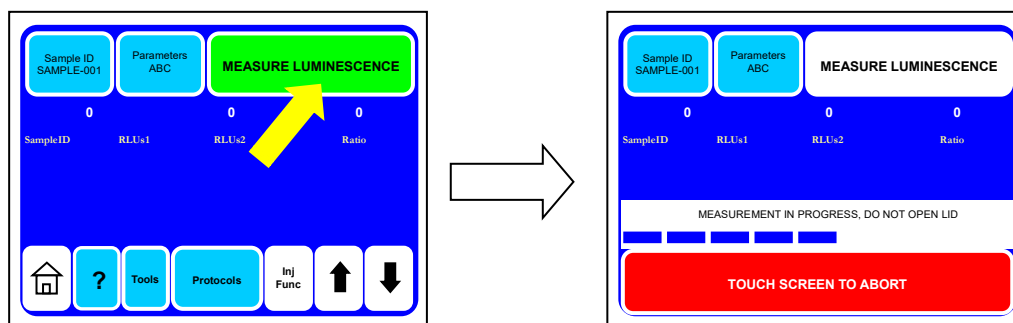 Sample ID
SAMPLE-001
Parameters
ABC
MEASURE LUMINESCENCE
0 0 0
SampleID RLUs1 RLUs2 Ratio
?
Tools
Protocols
Inj
Func
Sample ID
SAMPLE-001
Parameters
ABC
MEASURE LUMINESCENCE
0 0 0
SampleID RLUs1 RLUs2 Ratio
MEASUREMENT IN PROGRESS, DO NOT OPEN LID
TOUCH SCREEN TO ABORT